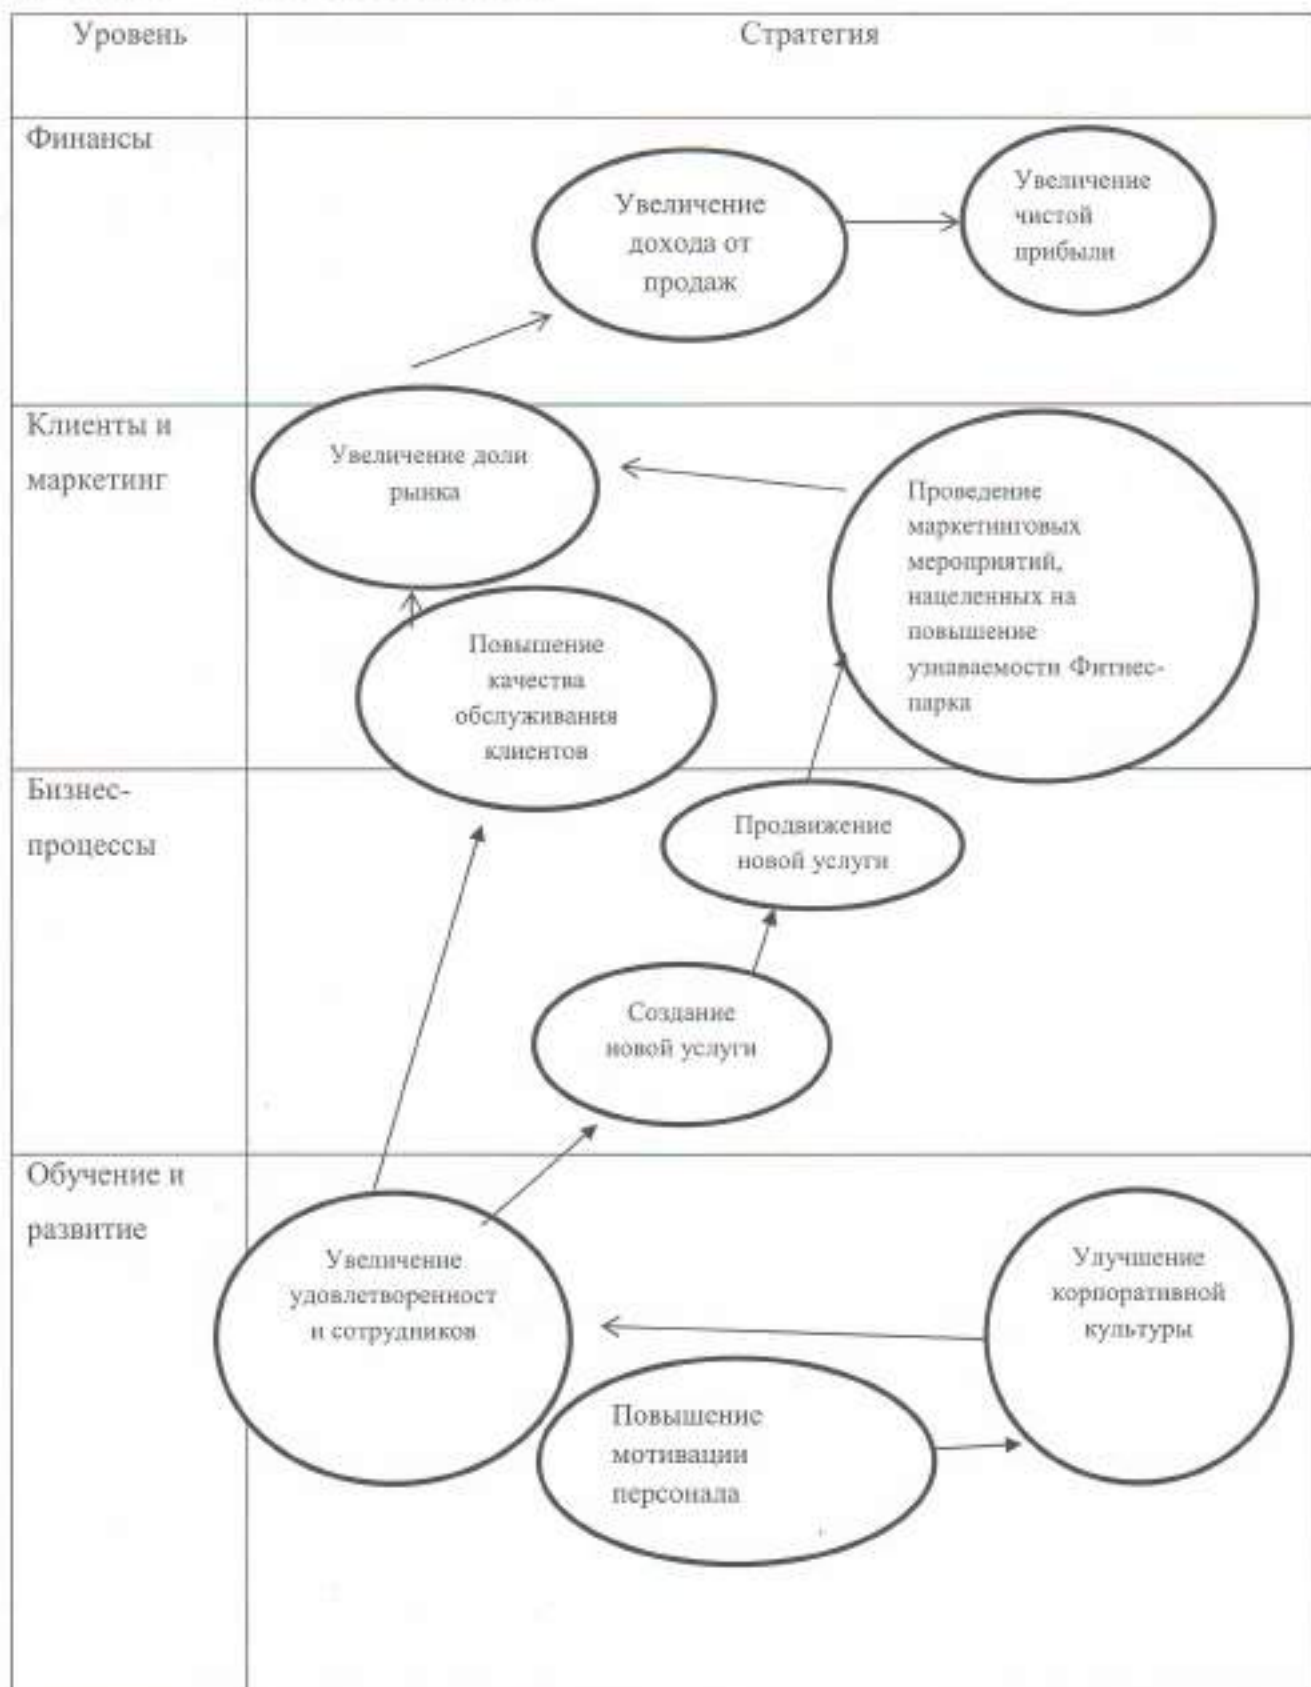 Уровень
Стратегия
Финансы
Увеличение
дохода от
продаж
Увеличение
чистой
прибыли
Клиенты и
маркетинг
Увеличение доли
рынка
Проведение
маркетинговых
мероприятий,
нацеленных на
повышение
узнаваемости Фитнес-
парка
Повышение
качества
обслуживания
клиентов
Бизнес-
процессы
Продвижение
новой услуги
Создание
новой услуги
Обучение и
развитие
Увеличение
удовлетворенност
и сотрудников
Улучшение
корпоративной
культуры
Повышение
мотивации
персонала